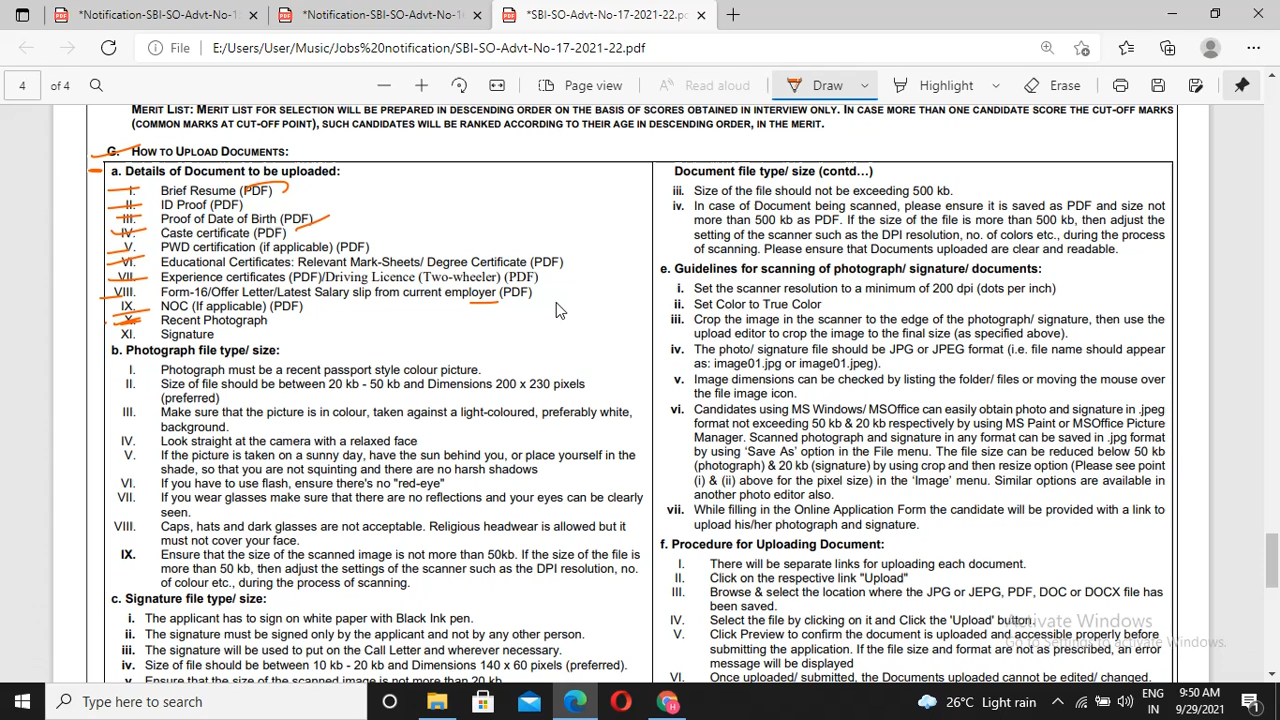 *Notification-SBI-SO-Advt-No-1
*Notification-SBI-SO-Advt-No-1
*SBI-SO-Advt-No-17-2021-22.pdf
File
E:/Users/User/Music/Jobs%20notification/SBI-SO-Advt-No-17-2021-22.pdf
4 of 4
Page view
Read aloud
Draw
Highlight
Erase
MERIT LIST: MERIT LIST FOR SELECTION WILL BE PREPARED IN DESCENDING ORDER ON THE BASIS OF SCORES OBTAINED IN INTERVIEW ONLY. IN CASE MORE THAN ONE CANDIDATE SCORE THE CUT-OFF MARKS
(COMMON MARKS AT CUT-OFF POINT), SUCH CANDIDATES WILL BE RANKED ACCORDING TO THEIR AGE IN DESCENDING ORDER, IN THE MERIT.
G. HOW TO UPLOAD DOCUMENTS:
a. Details of Document to be uploaded:
I. Brief Resume (PDF)
II. ID Proof (PDF)
III. Proof of Date of Birth (PDF)
IV. Caste certificate (PDF)
V. PWD certification (if applicable) (PDF)
VI. Educational Certificates: Relevant Mark-Sheets/ Degree Certificate (PDF)
VII. Experience certificates (PDF)/Driving Licence (Two-wheeler) (PDF)
VIII. Form-16/Offer Letter/Latest Salary slip from current employer (PDF)
IX. NOC (If applicable) (PDF)
X. Recent Photograph
XI. Signature
b. Photograph file type/ size:
I. Photograph must be a recent passport style colour picture.
II. Size of file should be between 20 kb - 50 kb and Dimensions 200 x 230 pixels
(preferred)
III. Make sure that the picture is in colour, taken against a light-coloured, preferably white,
background.
IV. Look straight at the camera with a relaxed face
V. If the picture is taken on a sunny day, have the sun behind you, or place yourself in the
shade, so that you are not squinting and there are no harsh shadows
VI. If you have to use flash, ensure there's no "red-eye"
VII. If you wear glasses make sure that there are no reflections and your eyes can be clearly
seen.
VIII. Caps, hats and dark glasses are not acceptable. Religious headwear is allowed but it
must not cover your face.
IX. Ensure that the size of the scanned image is not more than 50kb. If the size of the file is
more than 50 kb, then adjust the settings of the scanner such as the DPI resolution, no.
of colour etc., during the process of scanning.
c. Signature file type/ size:
i. The applicant has to sign on white paper with Black Ink pen.
ii. The signature must be signed only by the applicant and not by any other person.
iii. The signature will be used to put on the Call Letter and wherever necessary.
iv. Size of file should be between 10 kb - 20 kb and Dimensions 140 x 60 pixels (preferred).
v. Ensure that the size of the scanned image is not more than 20 kb.
Document file type/ size (contd…)
iii. Size of the file should not be exceeding 500 kb.
iv. In case of Document being scanned, please ensure it is saved as PDF and size not
more than 500 kb as PDF. If the size of the file is more than 500 kb, then adjust the
setting of the scanner such as the DPI resolution, no. of colors etc., during the process
of scanning. Please ensure that Documents uploaded are clear and readable.
e. Guidelines for scanning of photograph/ signature/ documents:
i. Set the scanner resolution to a minimum of 200 dpi (dots per inch)
ii. Set Color to True Color
iii. Crop the image in the scanner to the edge of the photograph/ signature, then use the
upload editor to crop the image to the final size (as specified above).
iv. The photo/ signature file should be JPG or JPEG format (i.e. file name should appear
as: image01.jpg or image01.jpeg).
v. Image dimensions can be checked by listing the folder/ files or moving the mouse over
the file image icon.
vi. Candidates using MS Windows/ MSOffice can easily obtain photo and signature in .jpeg
format not exceeding 50 kb & 20 kb respectively by using MS Paint or MSOffice Picture
Manager. Scanned photograph and signature in any format can be saved in .jpg format
by using 'Save As' option in the File menu. The file size can be reduced below 50 kb
(photograph) & 20 kb (signature) by using crop and then resize option (Please see point
(i) & (ii) above for the pixel size) in the 'Image' menu. Similar options are available in
another photo editor also.
vii. While filling in the Online Application Form the candidate will be provided with a link to
upload his/her photograph and signature.
f. Procedure for Uploading Document:
I. There will be separate links for uploading each document.
II. Click on the respective link "Upload"
III. Browse & select the location where the JPG or JEPG, PDF, DOC or DOCX file has
been saved.
IV. Select the file by clicking on it and Click the 'Upload' button.
V. Click Preview to confirm the document is uploaded and accessible properly before
submitting the application. If the file size and format are not as prescribed, an error
message will be displayed
VI. Once uploaded/ submitted, the Documents uploaded cannot be edited/ changed.
Activate Windows
Go to Settings to activate Windows.
Type here to search
26°C Light rain
ENG
IN
9:50 AM
9/29/2021
1